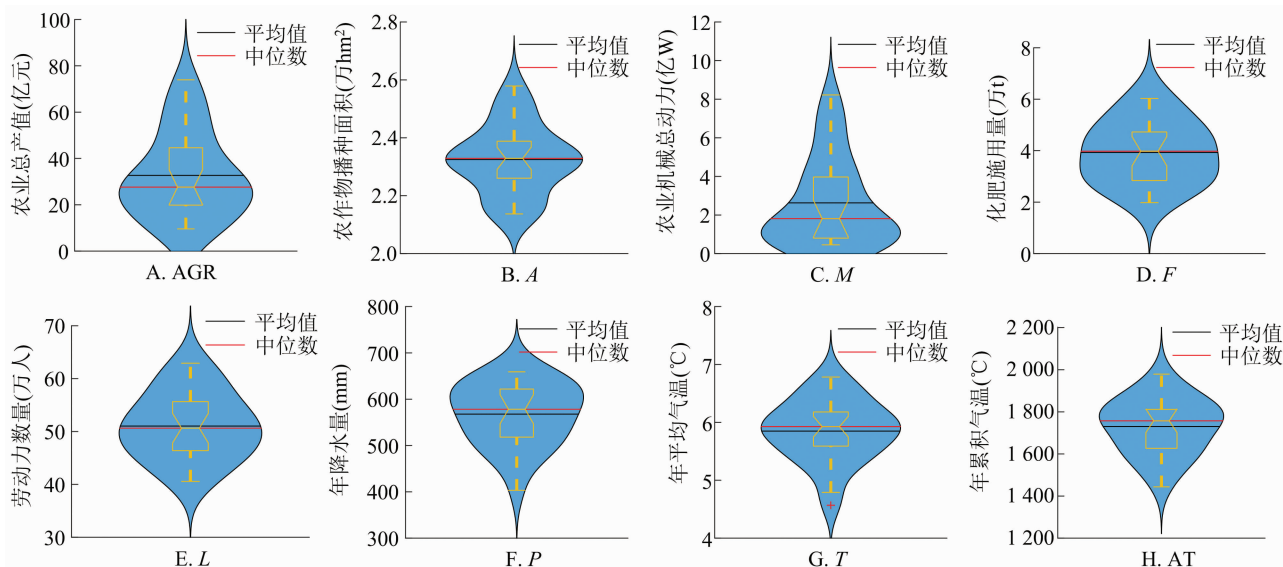 农业总产值(亿元)
100
80
60
40
20
0
平均值
中位数
A. AGR
农作物播种面积(万hm²)
2.8
2.6
2.4
2.2
2.0
平均值
中位数
B. A
农业机械总动力(亿W)
12
10
8
6
4
2
0
平均值
中位数
C. M
化肥施用量(万t)
8
6
4
2
0
平均值
中位数
D. F
劳动力数量(万人)
70
60
50
40
30
平均值
中位数
E. L
年降水量(mm)
800
700
600
500
400
300
平均值
中位数
F. P
年平均气温(℃)
8
7
6
5
4
平均值
中位数
G. T
年累积气温(℃)
2 200
2 000
1 800
1 600
1 400
1 200
平均值
中位数
H. AT